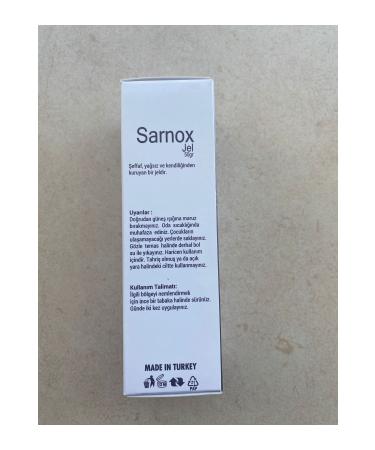 Sarnox
Jel
50gr
Şeffaf, yağsız ve kendiliğinden
kuruyan bir jeldir.
Uyarılar :
Doğrudan güneş ışığına maruz
bırakmayınız. Oda sıcaklığında
muhafaza ediniz. Çocukların
ulaşamayacağı yerlerde saklayınız.
Gözle temas halinde derhal bol
su ile yıkayınız. Haricen kullanım
içindir. Tahriş olmuş ya da açık
yara halindeki ciltte kullanmayınız.
Kullanım Talimatı:
İlgili bölgeyi nemlendirmek
için ince bir tabaka halinde sürünüz.
Günde iki kez uygulayınız.
MADE IN TURKEY
PAP